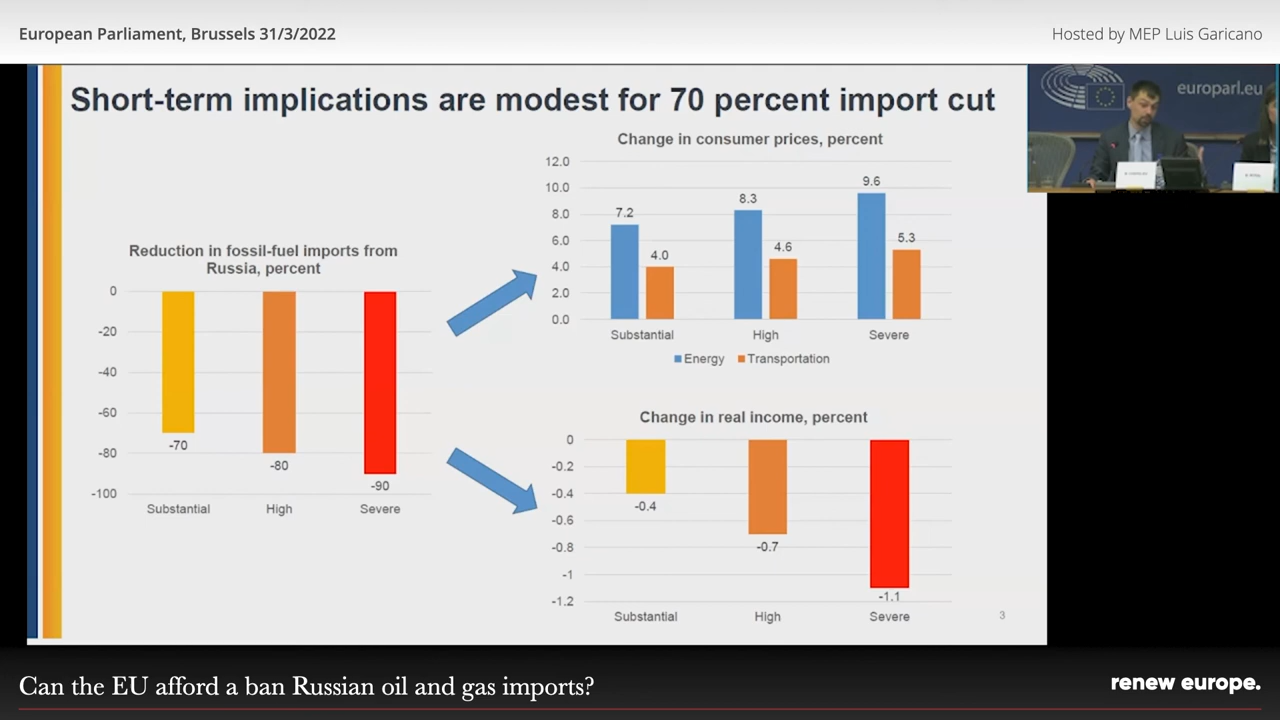 European Parliament, Brussels 31/3/2022
Hosted by MEP Luis Garicano
Short-term implications are modest for 70 percent import cut
europarl.eu
Reduction in fossil-fuel imports from
Russia, percent
0
-20
-40
-60
-80
-100
-70
-80
-90
Substantial
High
Severe
Change in consumer prices, percent
12.0
10.0
8.0
6.0
4.0
2.0
0.0
7.2
4.0
8.3
4.6
9.6
5.3
Substantial
High
Severe
Energy
Transportation
Change in real income, percent
0
-0.2
-0.4
-0.6
-0.8
-1
-1.2
-0.4
-0.7
-1.1
Substantial
High
Severe
3
Can the EU afford a ban Russian oil and gas imports?
renew europe.